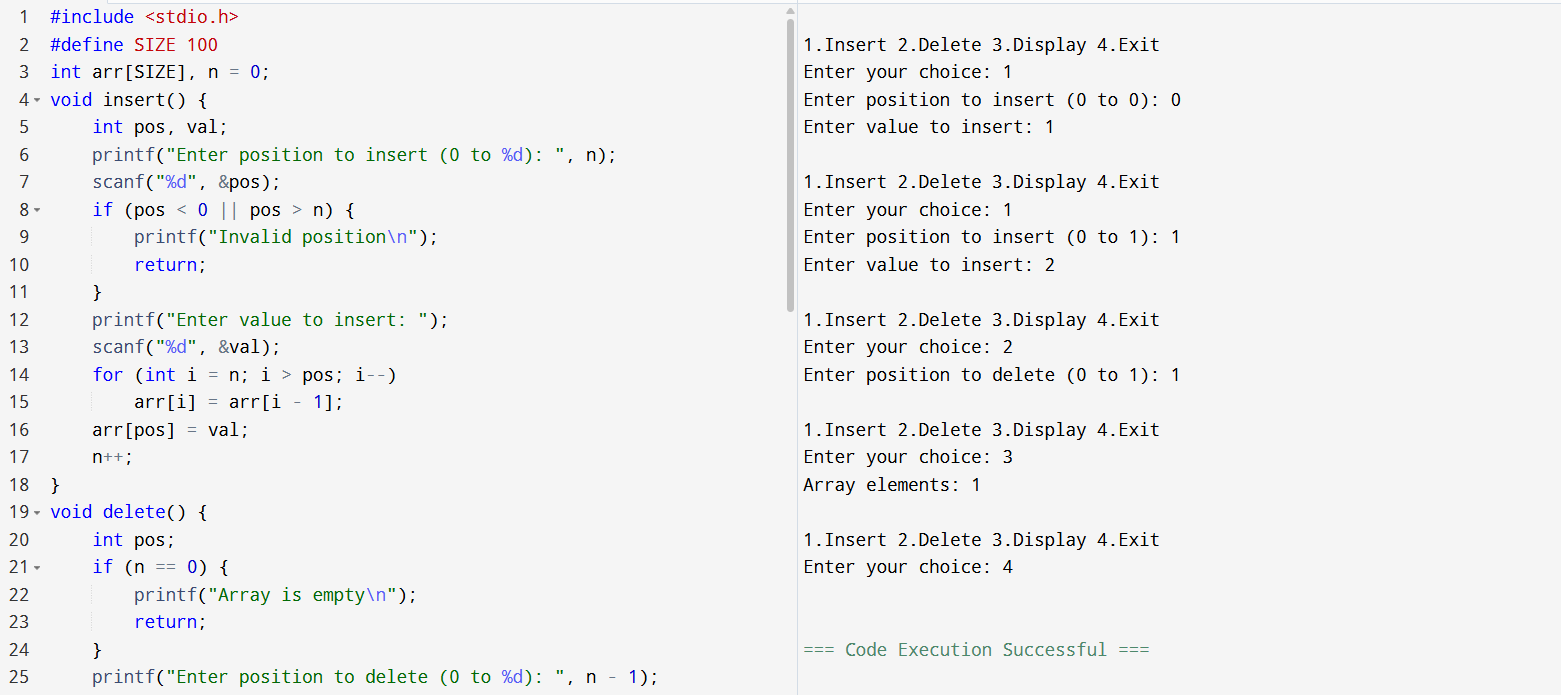 1 #include <stdio.h>
2 #define SIZE 100
3 int arr[SIZE], n = 0;
4 void insert() {
5     int pos, val;
6     printf("Enter position to insert (0 to %d): ", n);
7     scanf("%d", &pos);
8     if (pos < 0 || pos > n) {
9         printf("Invalid position\n");
10         return;
11     }
12     printf("Enter value to insert: ");
13     scanf("%d", &val);
14     for (int i = n; i > pos; i--)
15         arr[i] = arr[i - 1];
16     arr[pos] = val;
17     n++;
18 }
19 void delete() {
20     int pos;
21     if (n == 0) {
22         printf("Array is empty\n");
23         return;
24     }
25     printf("Enter position to delete (0 to %d): ", n - 1);
1.Insert 2.Delete 3.Display 4.Exit
Enter your choice: 1
Enter position to insert (0 to 0): 0
Enter value to insert: 1
1.Insert 2.Delete 3.Display 4.Exit
Enter your choice: 1
Enter position to insert (0 to 1): 1
Enter value to insert: 2
1.Insert 2.Delete 3.Display 4.Exit
Enter your choice: 2
Enter position to delete (0 to 1): 1
1.Insert 2.Delete 3.Display 4.Exit
Enter your choice: 3
Array elements: 1
1.Insert 2.Delete 3.Display 4.Exit
Enter your choice: 4
=== Code Execution Successful ===